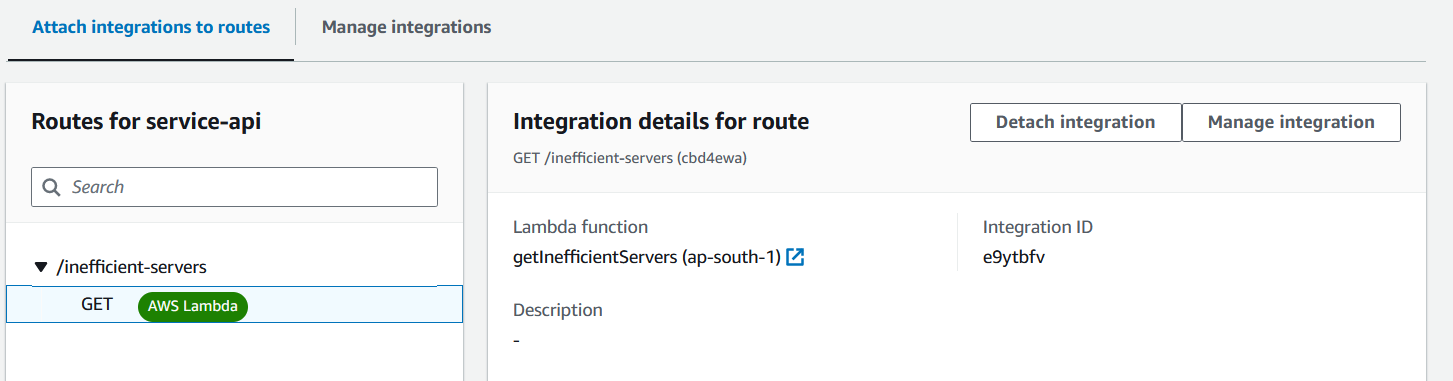 Attach integrations to routes
Manage integrations
Routes for service-api
Search
/inefficient-servers
GET AWS Lambda
Integration details for route
Detach integration
Manage integration
GET /inefficient-servers (cbd4ewa)
Lambda function
getInefficientServers (ap-south-1)
Integration ID
e9ytbfv
Description
-